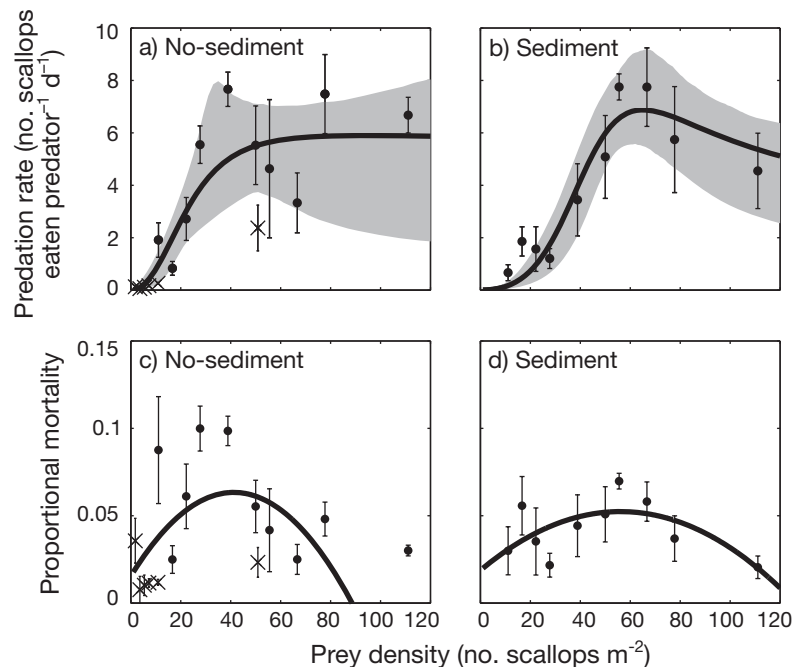 a) No-sediment
b) Sediment
Predation rate (no. scallops
eaten predator⁻¹ d⁻¹)
10
8
6
4
2
0
c) No-sediment
d) Sediment
Proportional mortality
0.15
0.1
0.05
0
0 20 40 60 80 100 120
0 20 40 60 80 100 120
Prey density (no. scallops m⁻²)